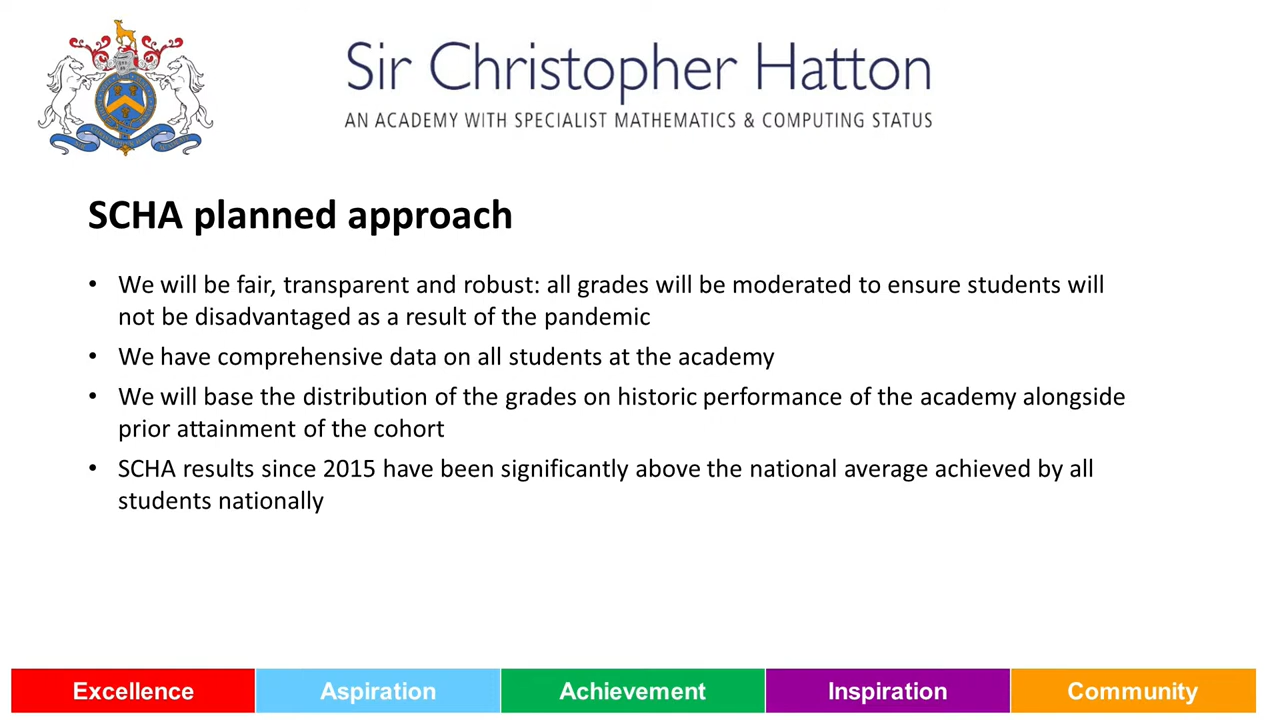 Sir Christopher Hatton
AN ACADEMY WITH SPECIALIST MATHEMATICS & COMPUTING STATUS
SCHA planned approach
• We will be fair, transparent and robust: all grades will be moderated to ensure students will
not be disadvantaged as a result of the pandemic
• We have comprehensive data on all students at the academy
• We will base the distribution of the grades on historic performance of the academy alongside
prior attainment of the cohort
• SCHA results since 2015 have been significantly above the national average achieved by all
students nationally
Excellence Aspiration Achievement Inspiration Community